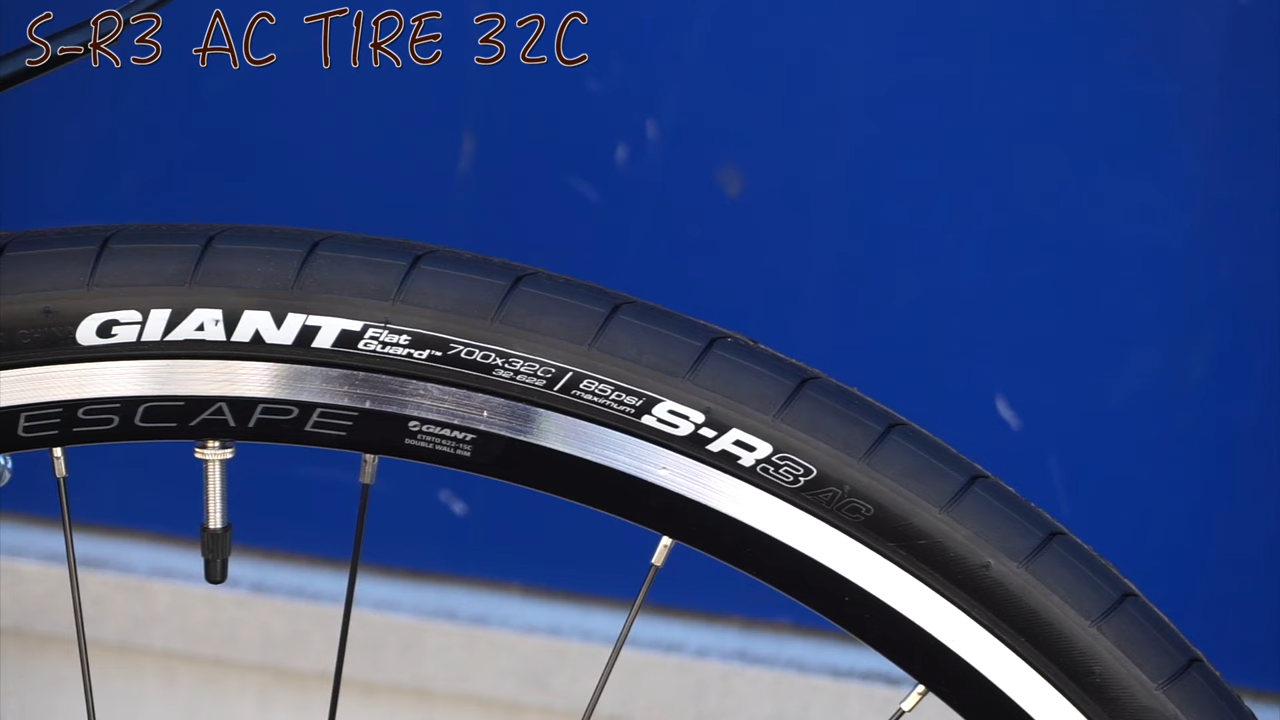 S-R3 AC TIRE 32C
GIANT Flat Guard™ 700x32C 32-622 | 85psi maximum S-R3 AC
ESCAPE
GIANT
ETRTO 622-15C
DOUBLE WALL RIM